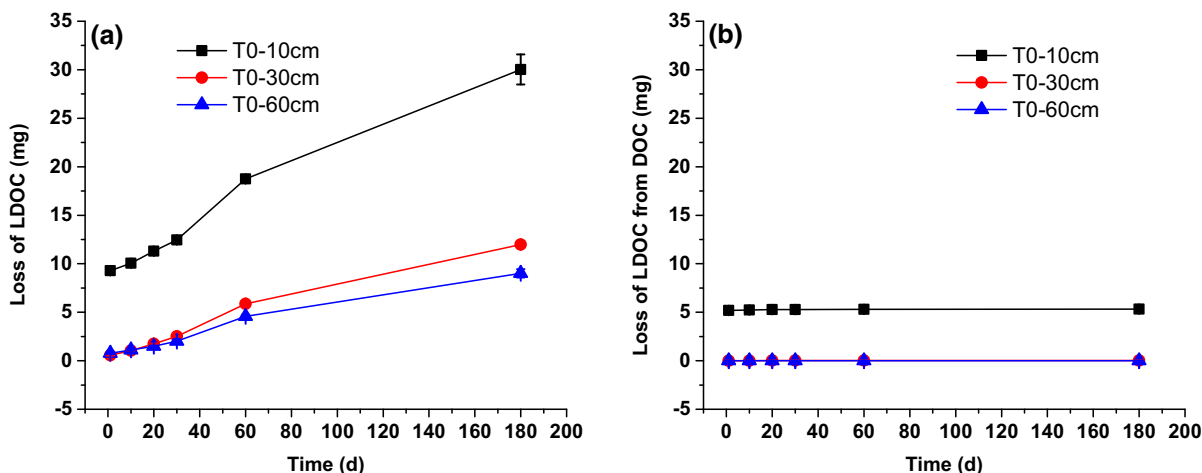 (a)
T0-10cm
T0-30cm
T0-60cm
Loss of LDOC (mg)
35
30
25
20
15
10
5
0
-5
0 20 40 60 80 100 120 140 160 180 200
Time (d)
(b)
T0-10cm
T0-30cm
T0-60cm
Loss of LDOC from DOC (mg)
35
30
25
20
15
10
5
0
-5
0 20 40 60 80 100 120 140 160 180 200
Time (d)